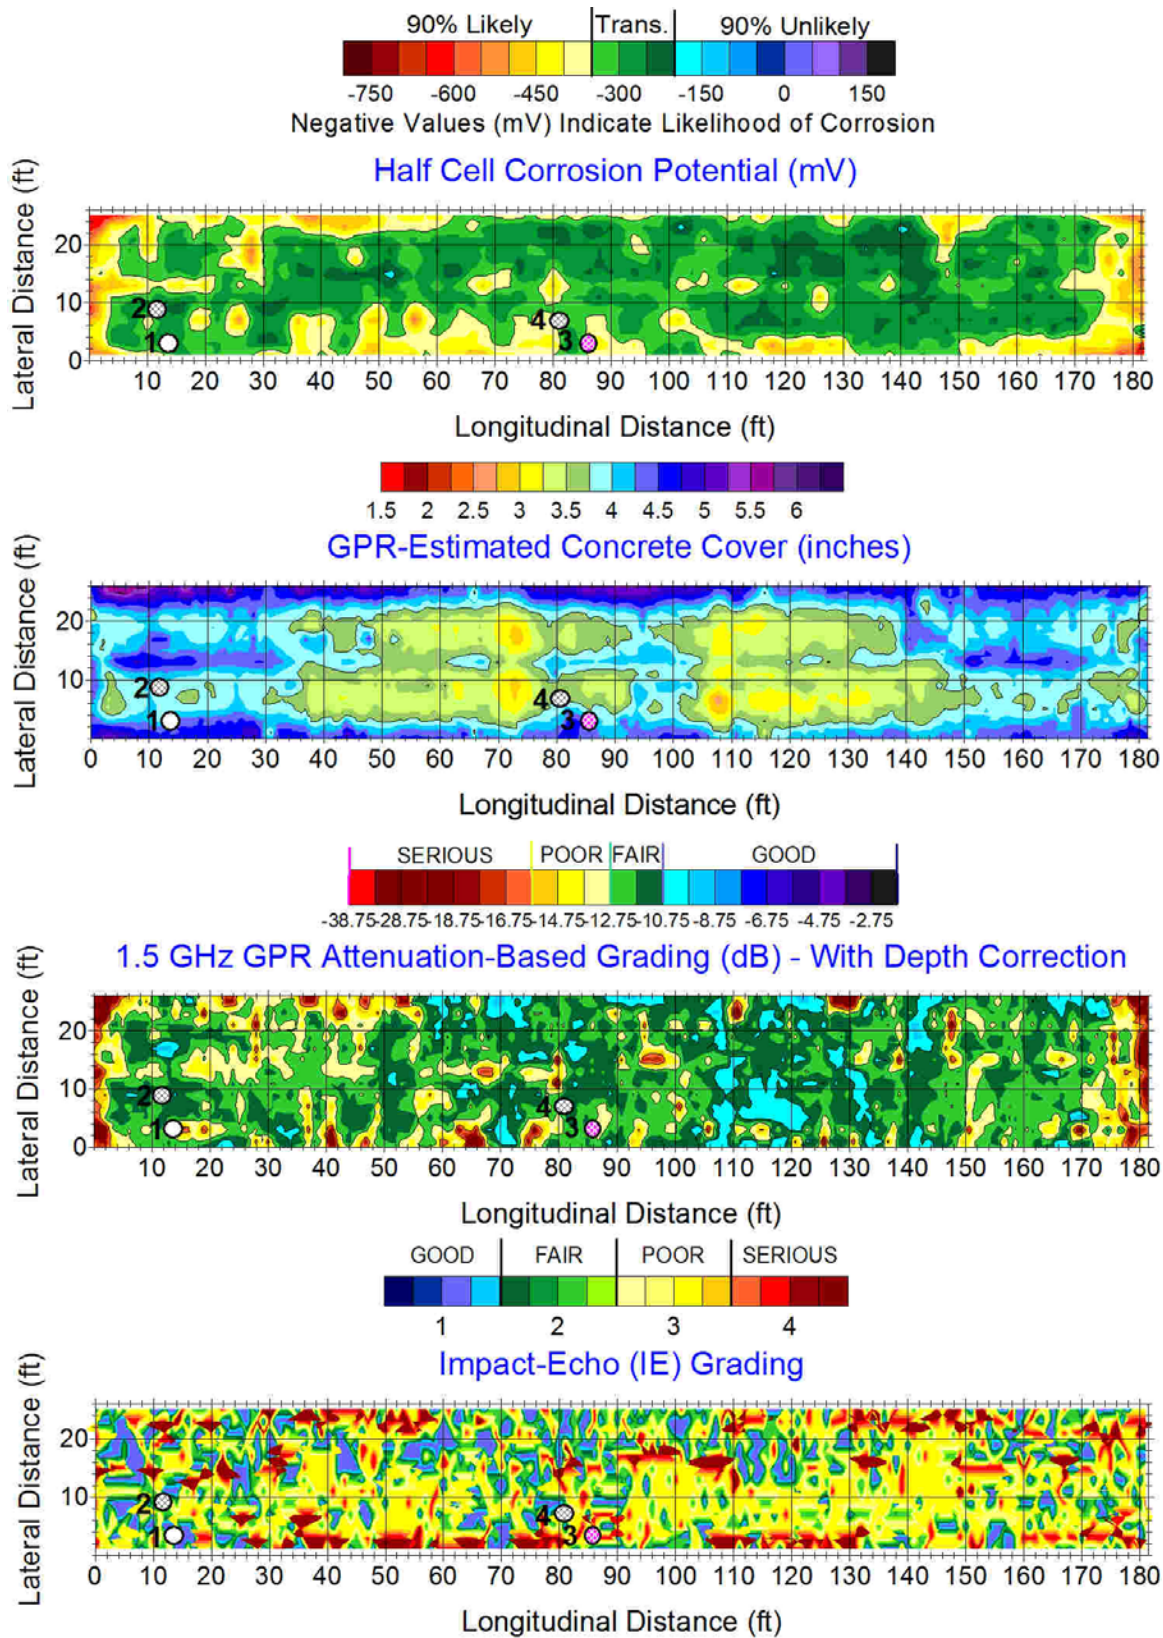 90% Likely Trans. 90% Unlikely
-750 -600 -450 -300 -150 0 150
Negative Values (mV) Indicate Likelihood of Corrosion
Half Cell Corrosion Potential (mV)
Lateral Distance (ft)
20
10
0
2
1
4
3
0 10 20 30 40 50 60 70 80 90 100 110 120 130 140 150 160 170 180
Longitudinal Distance (ft)
1.5 2 2.5 3 3.5 4 4.5 5 5.5 6
GPR-Estimated Concrete Cover (inches)
Lateral Distance (ft)
20
10
0
2
1
4
3
0 10 20 30 40 50 60 70 80 90 100 110 120 130 140 150 160 170 180
Longitudinal Distance (ft)
SERIOUS POOR FAIR GOOD
-38.75 -28.75 -18.75 -16.75 -14.75 -12.75 -10.75 -8.75 -6.75 -4.75 -2.75
1.5 GHz GPR Attenuation-Based Grading (dB) - With Depth Correction
Lateral Distance (ft)
20
10
0
2
1
4
3
0 10 20 30 40 50 60 70 80 90 100 110 120 130 140 150 160 170 180
Longitudinal Distance (ft)
GOOD FAIR POOR SERIOUS
1 2 3 4
Impact-Echo (IE) Grading
Lateral Distance (ft)
20
10
0
2
1
4
3
0 10 20 30 40 50 60 70 80 90 100 110 120 130 140 150 160 170 180
Longitudinal Distance (ft)